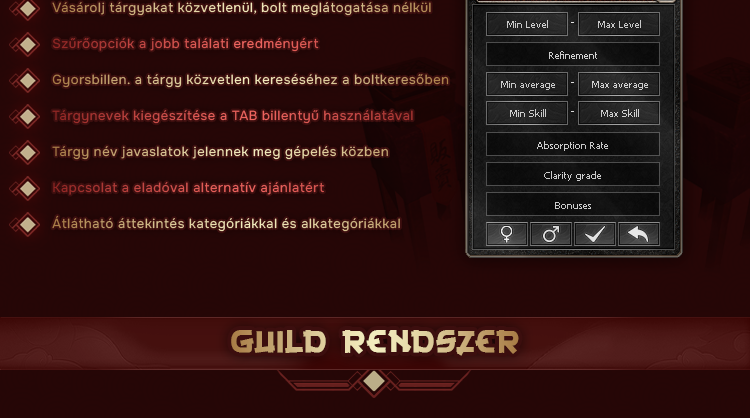 Vásárolj tárgyakat közvetlenül, bolt meglátogatása nélkül
Szűrőopciók a jobb találati eredményért
Gyorsbillen. a tárgy közvetlen kereséséhez a boltkeresőben
Tárgynevek kiegészítése a TAB billentyű használatával
Tárgy név javaslatok jelennek meg gépelés közben
Kapcsolat a eladóval alternatív ajánlatért
Átlátható áttekintés kategóriákkal és alkategóriákkal
Min Level - Max Level
Refinement
Min average - Max average
Min Skill - Max Skill
Absorption Rate
Clarity grade
Bonuses
GUILD RENDSZER